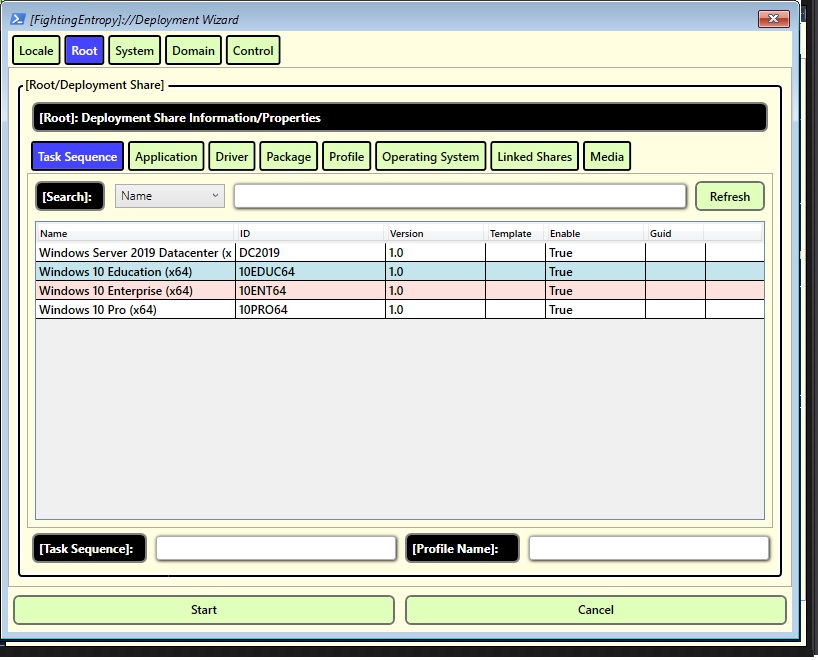 [FightingEntropy]://Deployment Wizard
Locale Root System Domain Control
[Root/Deployment Share]
[Root]: Deployment Share Information/Properties
Task Sequence Application Driver Package Profile Operating System Linked Shares Media
[Search]: Name Refresh
Name ID Version Template Enable Guid
Windows Server 2019 Datacenter (x DC2019 1.0 True
Windows 10 Education (x64) 10EDUC64 1.0 True
Windows 10 Enterprise (x64) 10ENT64 1.0 True
Windows 10 Pro (x64) 10PRO64 1.0 True
[Task Sequence]: [Profile Name]:
Start Cancel